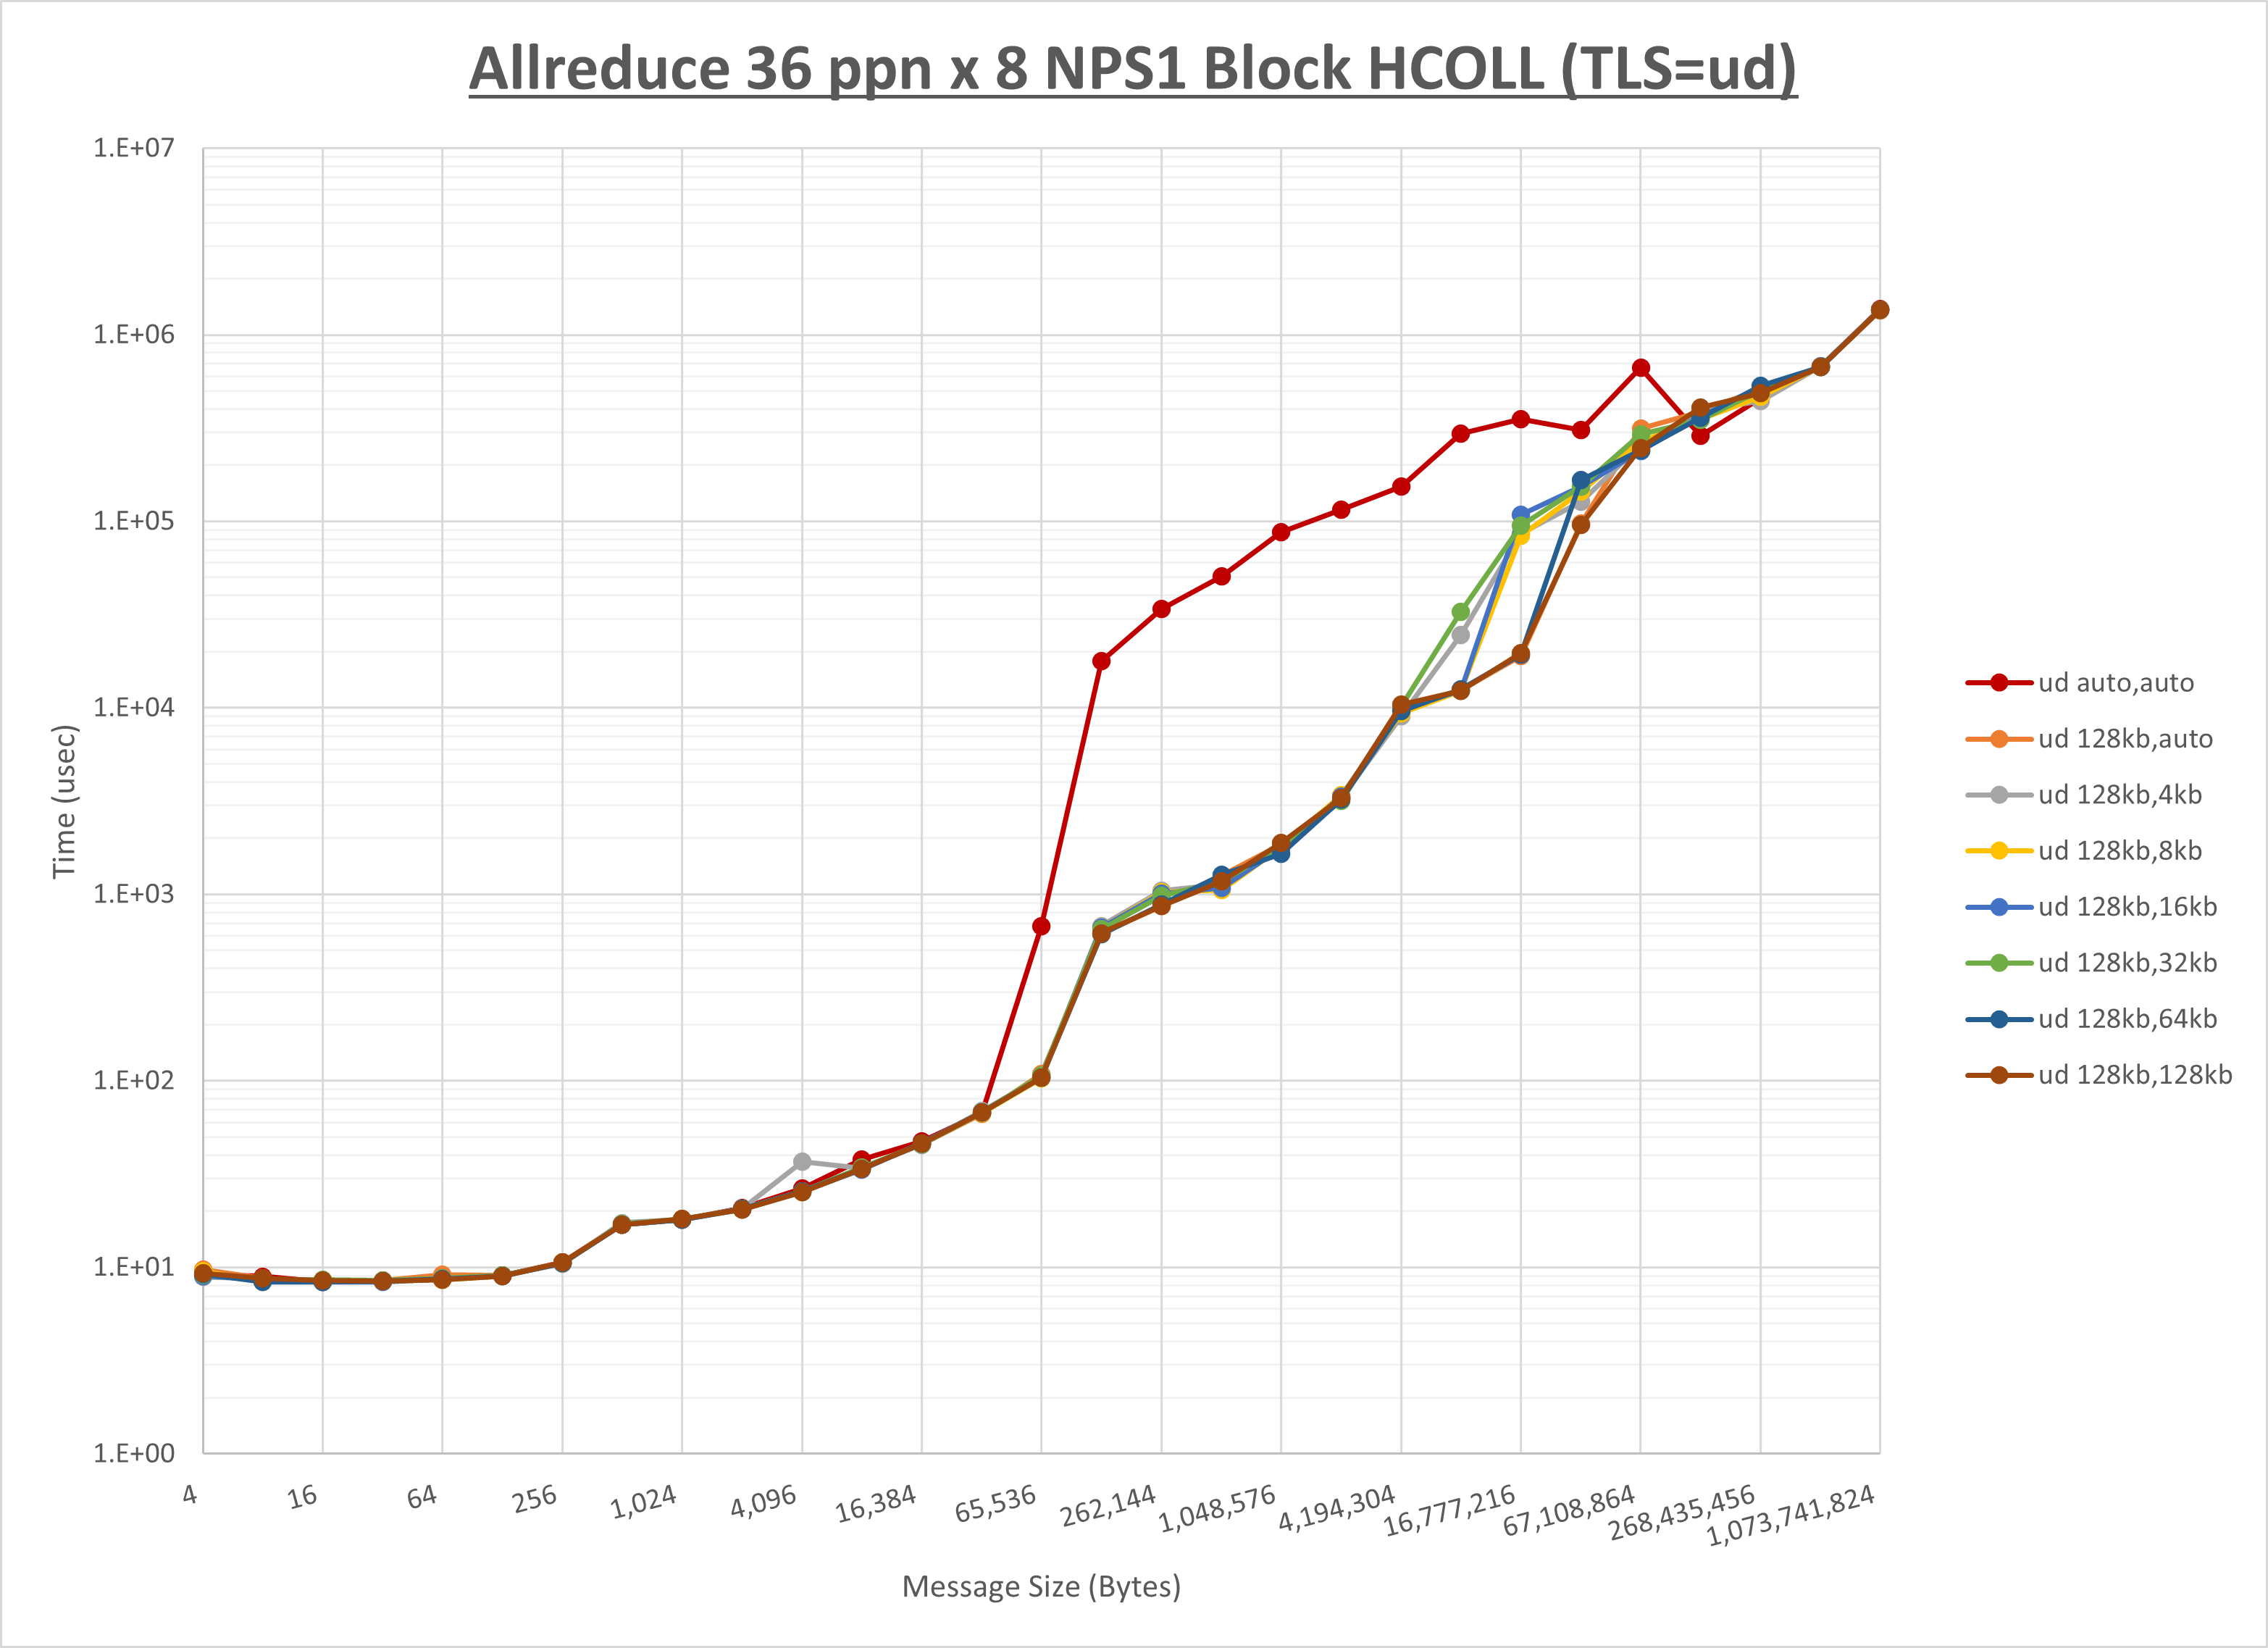 Allreduce 36 ppn x 8 NPS1 Block HCOLL (TLS=ud)
1.E+07
1.E+06
1.E+05
1.E+04
1.E+03
1.E+02
1.E+01
1.E+00
Time (usec)
4
16
64
256
1,024
4,096
16,384
65,536
262,144
1,048,576
4,194,304
16,777,216
67,108,864
268,435,456
1,073,741,824
Message Size (Bytes)
ud auto,auto
ud 128kb,auto
ud 128kb,4kb
ud 128kb,8kb
ud 128kb,16kb
ud 128kb,32kb
ud 128kb,64kb
ud 128kb,128kb